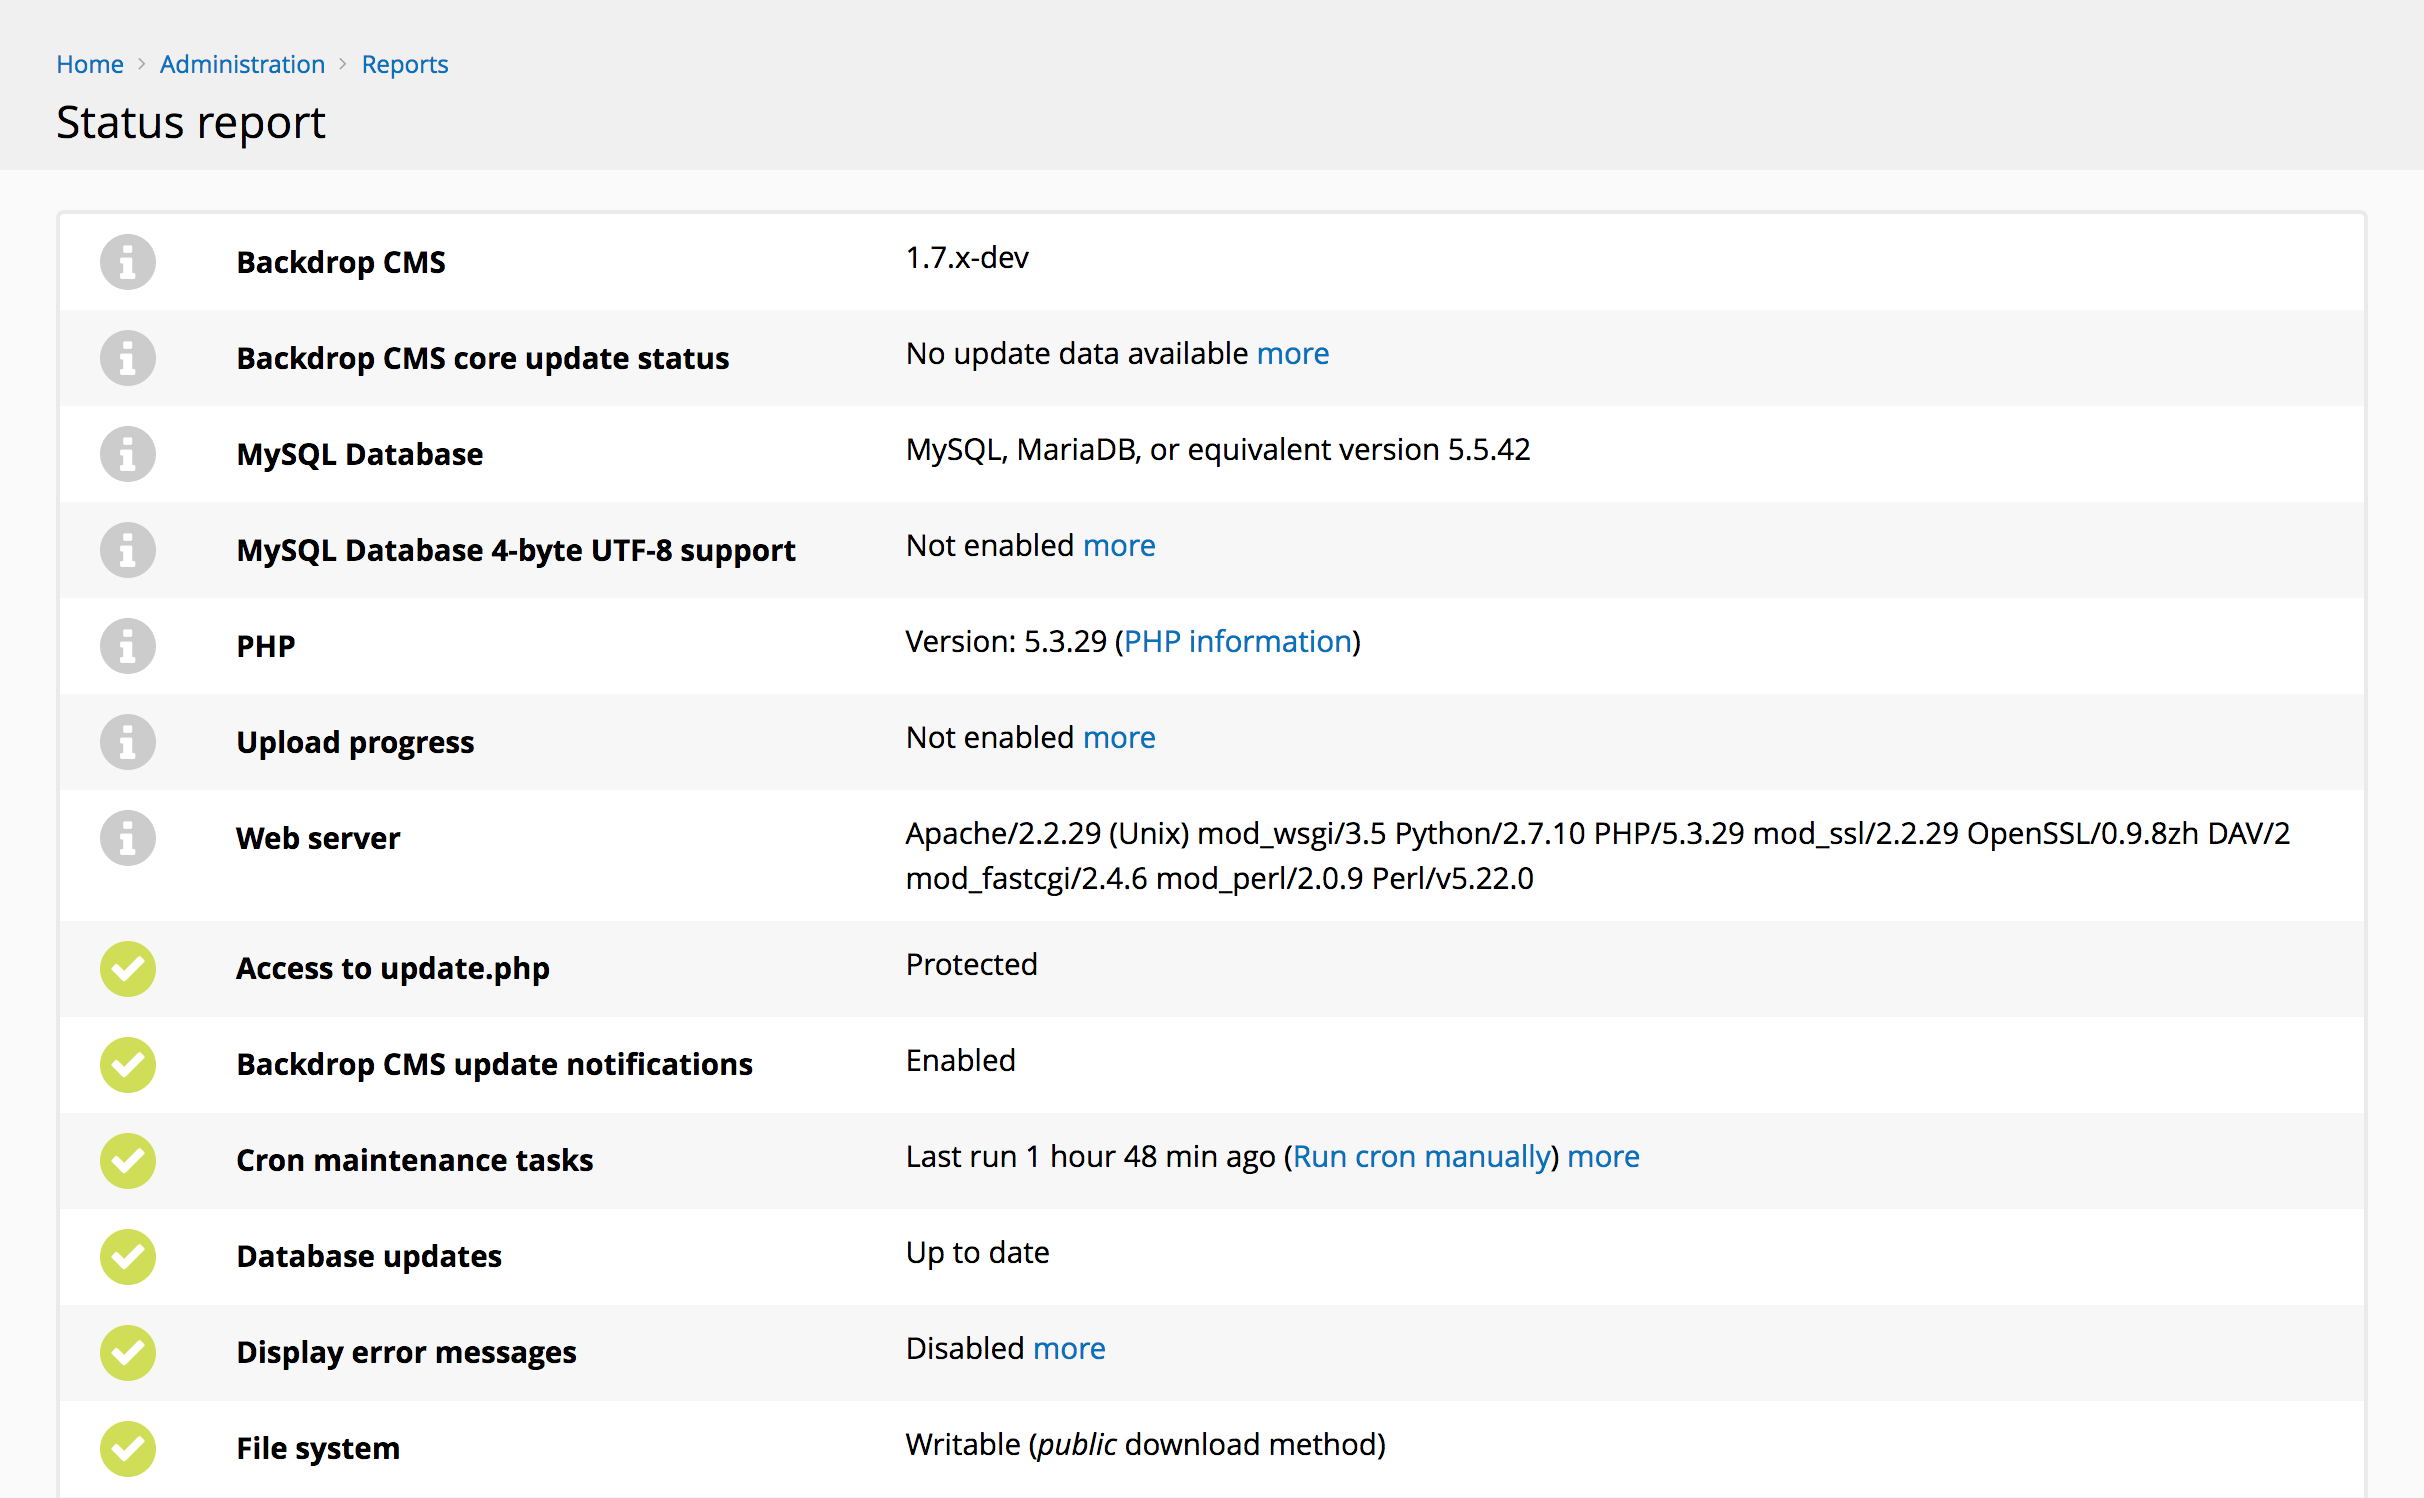 Home › Administration › Reports
Status report
Backdrop CMS 1.7.x-dev
Backdrop CMS core update status No update data available more
MySQL Database MySQL, MariaDB, or equivalent version 5.5.42
MySQL Database 4-byte UTF-8 support Not enabled more
PHP Version: 5.3.29 (PHP information)
Upload progress Not enabled more
Web server Apache/2.2.29 (Unix) mod_wsgi/3.5 Python/2.7.10 PHP/5.3.29 mod_ssl/2.2.29 OpenSSL/0.9.8zh DAV/2
mod_fastcgi/2.4.6 mod_perl/2.0.9 Perl/v5.22.0
Access to update.php Protected
Backdrop CMS update notifications Enabled
Cron maintenance tasks Last run 1 hour 48 min ago (Run cron manually) more
Database updates Up to date
Display error messages Disabled more
File system Writable (public download method)